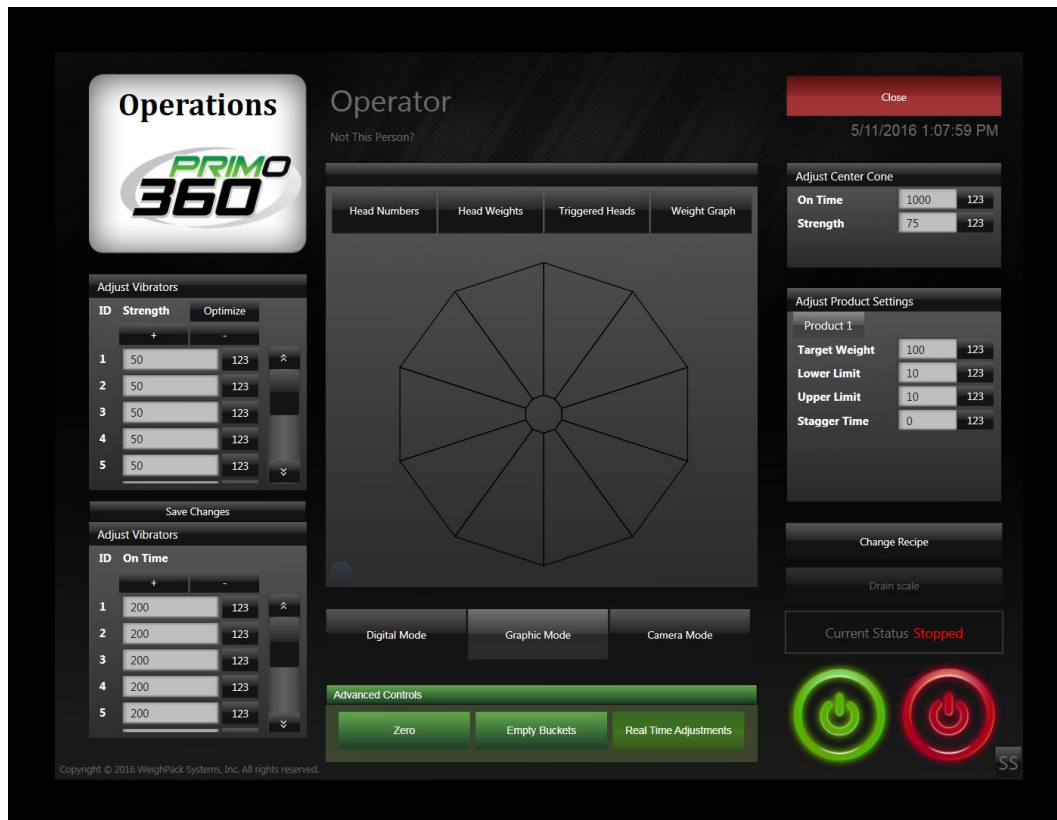 Operations
PRIMO
360
Operator
Not This Person?
Close
5/11/2016 1:07:59 PM
Head Numbers Head Weights Triggered Heads Weight Graph
Adjust Center Cone
On Time 1000 123
Strength 75 123
Adjust Vibrators
ID Strength Optimize
+ -
1 50 123
2 50 123
3 50 123
4 50 123
5 50 123
Adjust Product Settings
Product 1
Target Weight 100 123
Lower Limit 10 123
Upper Limit 10 123
Stagger Time 0 123
Save Changes
Adjust Vibrators
ID On Time
+ -
1 200 123
2 200 123
3 200 123
4 200 123
5 200 123
Digital Mode Graphic Mode Camera Mode
Advanced Controls
Zero Empty Buckets Real Time Adjustments
Change Recipe
Drain scale
Current Status Stopped
SS
Copyright © 2016 WeighPack Systems, Inc. All rights reserved.